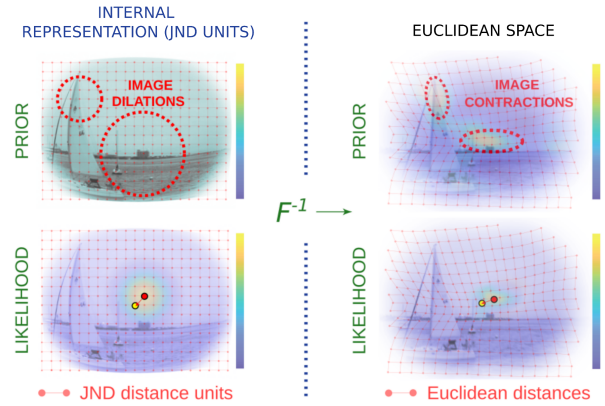 INTERNAL
REPRESENTATION (JND UNITS)
EUCLIDEAN SPACE
PRIOR
IMAGE
DILATIONS
PRIOR
IMAGE
CONTRACTIONS
F⁻¹
LIKELIHOOD
LIKELIHOOD
JND distance units
Euclidean distances